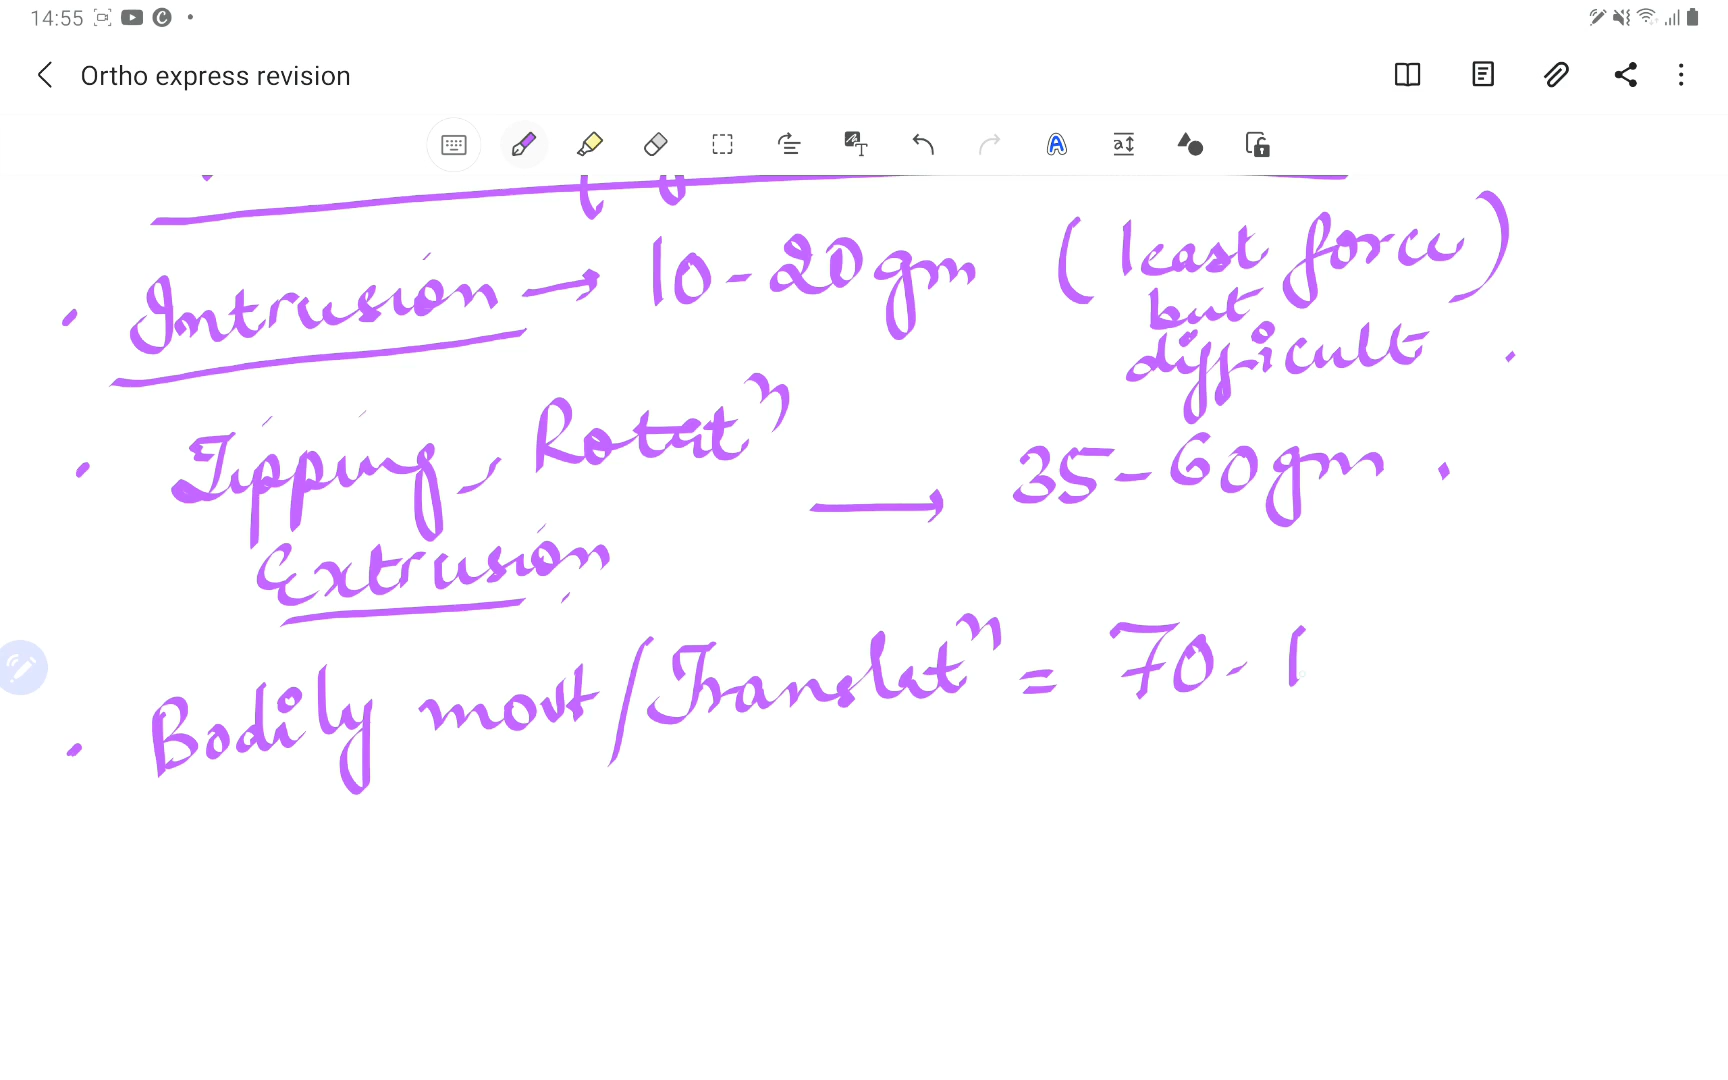 14:55
Ortho express revision
Intrusion → 10-20gm (least force)
but
difficult.
Tipping, Rotatⁿ
→ 35-60gm.
Extrusion
Bodily movt/Translatⁿ = 70-1